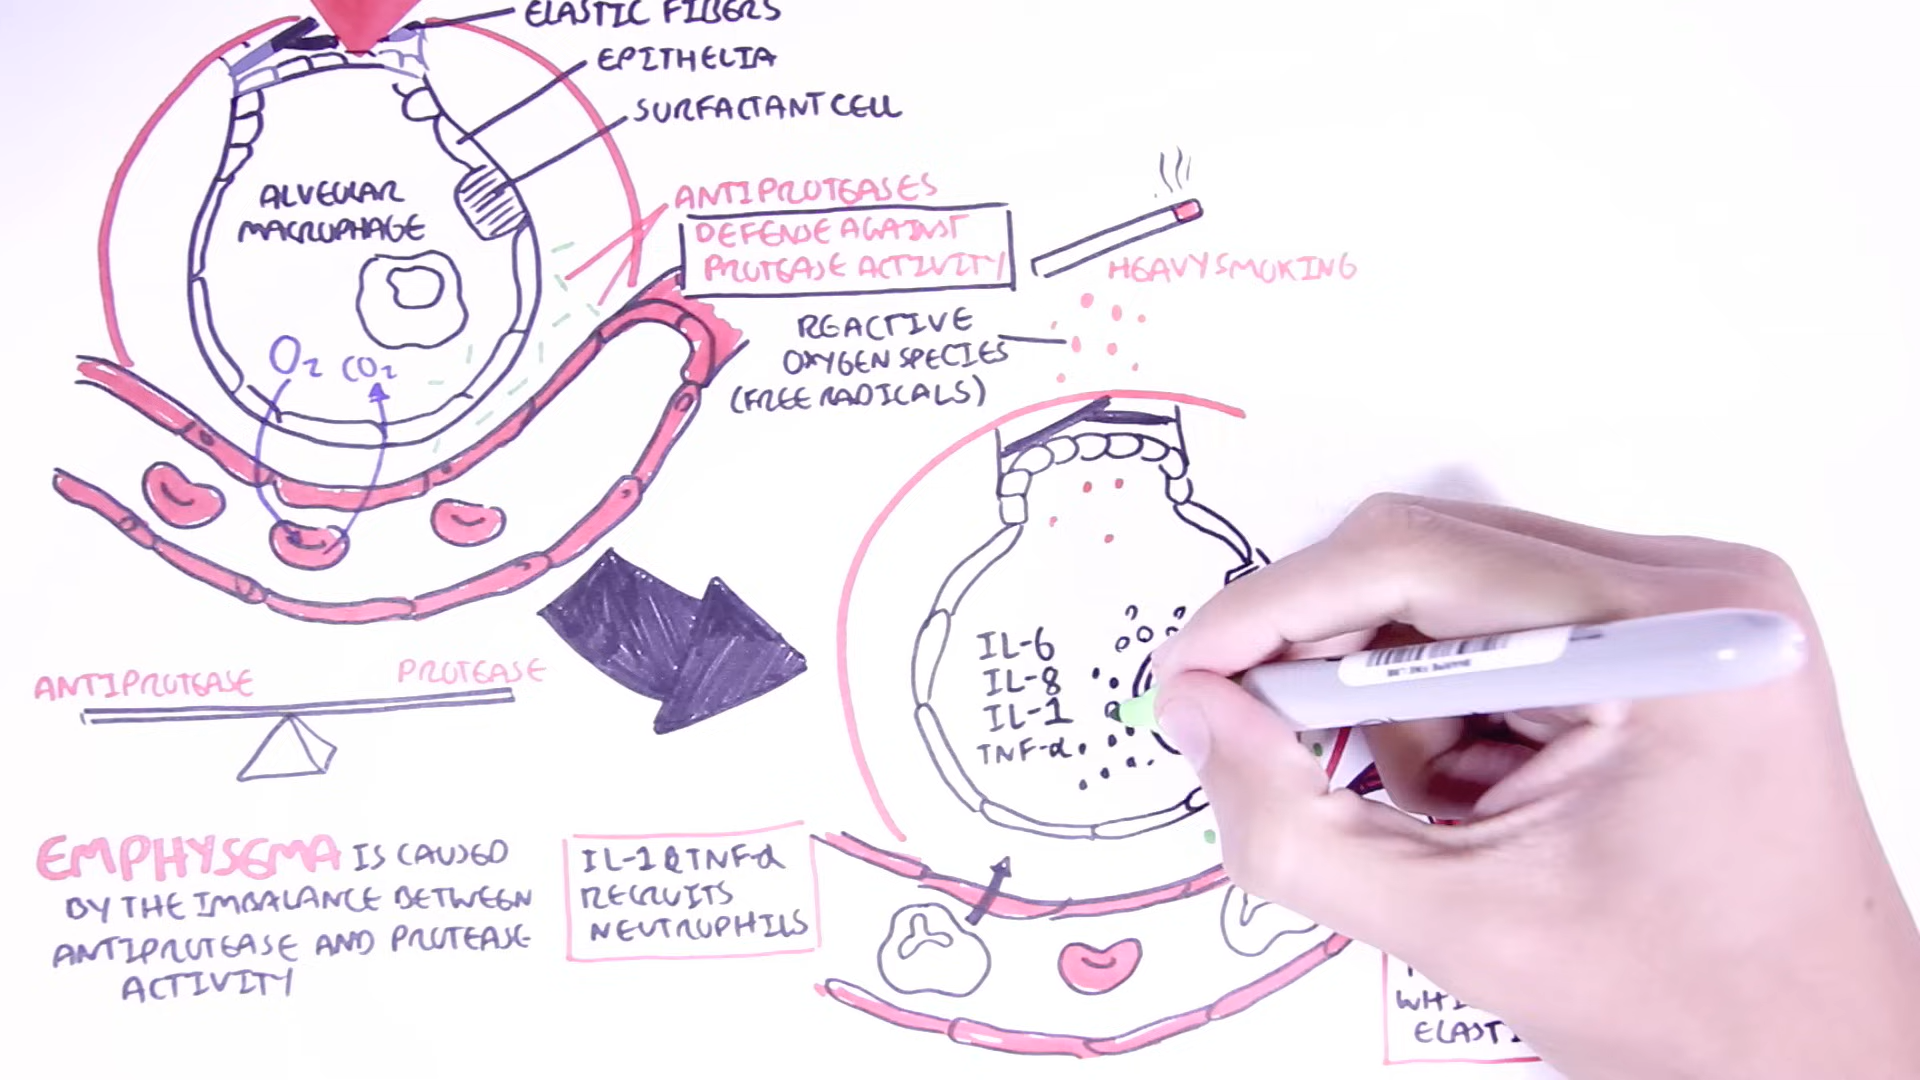 ELASTIC FIBERS
EPITHELIA
SURFACTANT CELL
ALVEOLAR
MACROPHAGE
O2 CO2
ANTIPROTEASES
DEFENSE AGAINST
PROTEASE ACTIVITY
HEAVY SMOKING
REACTIVE
OXYGEN SPECIES
(FREE RADICALS)
IL-6
IL-8
IL-1
TNF-α
ANTIPROTEASE
PROTEASE
EMPHYSEMA IS CAUSED
BY THE IMBALANCE BETWEEN
ANTIPROTEASE AND PROTEASE
ACTIVITY
IL-1 & TNF-α
RECRUITS
NEUTROPHILS